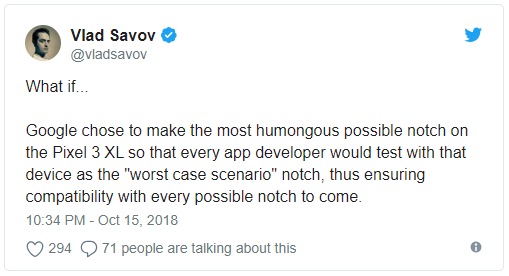 Vlad Savov
@vladsavov
What if...
Google chose to make the most humongous possible notch on
the Pixel 3 XL so that every app developer would test with that
device as the "worst case scenario" notch, thus ensuring
compatibility with every possible notch to come.
10:34 PM - Oct 15, 2018
294 71 people are talking about this